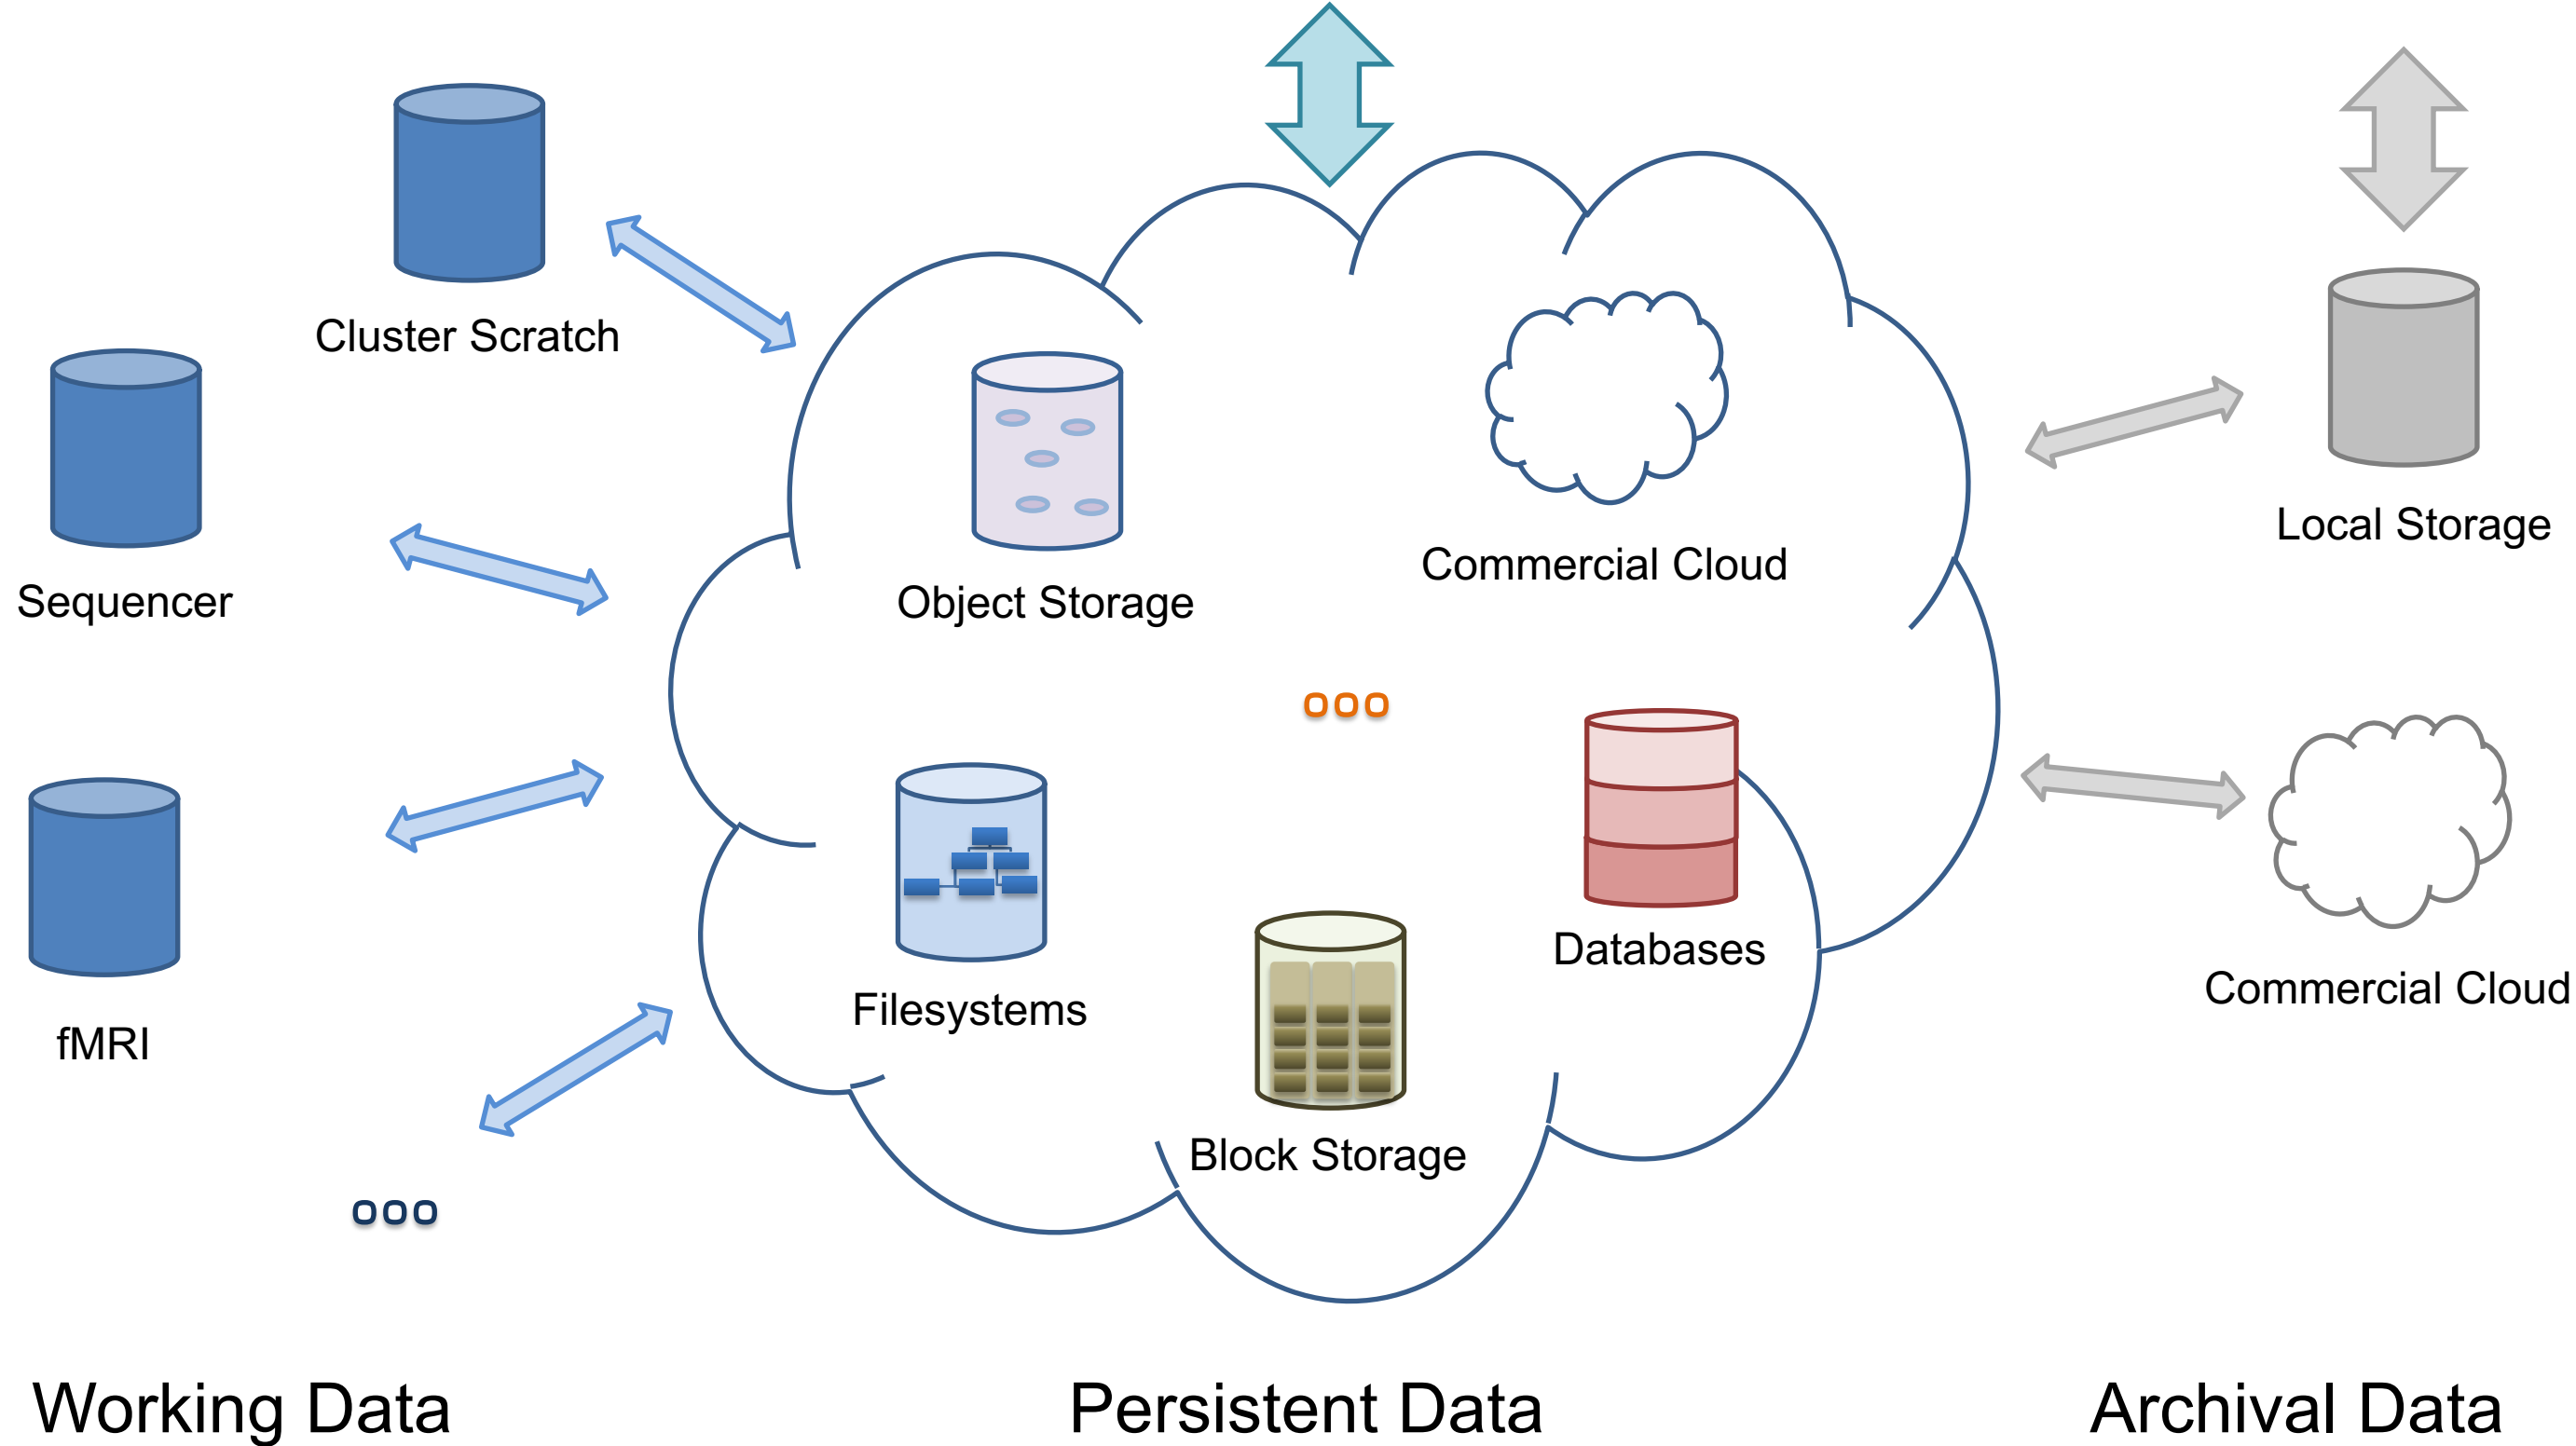 Cluster Scratch
Sequencer
fMRI
Object Storage
Commercial Cloud
Filesystems
Block Storage
Databases
Local Storage
Commercial Cloud
Working Data
Persistent Data
Archival Data